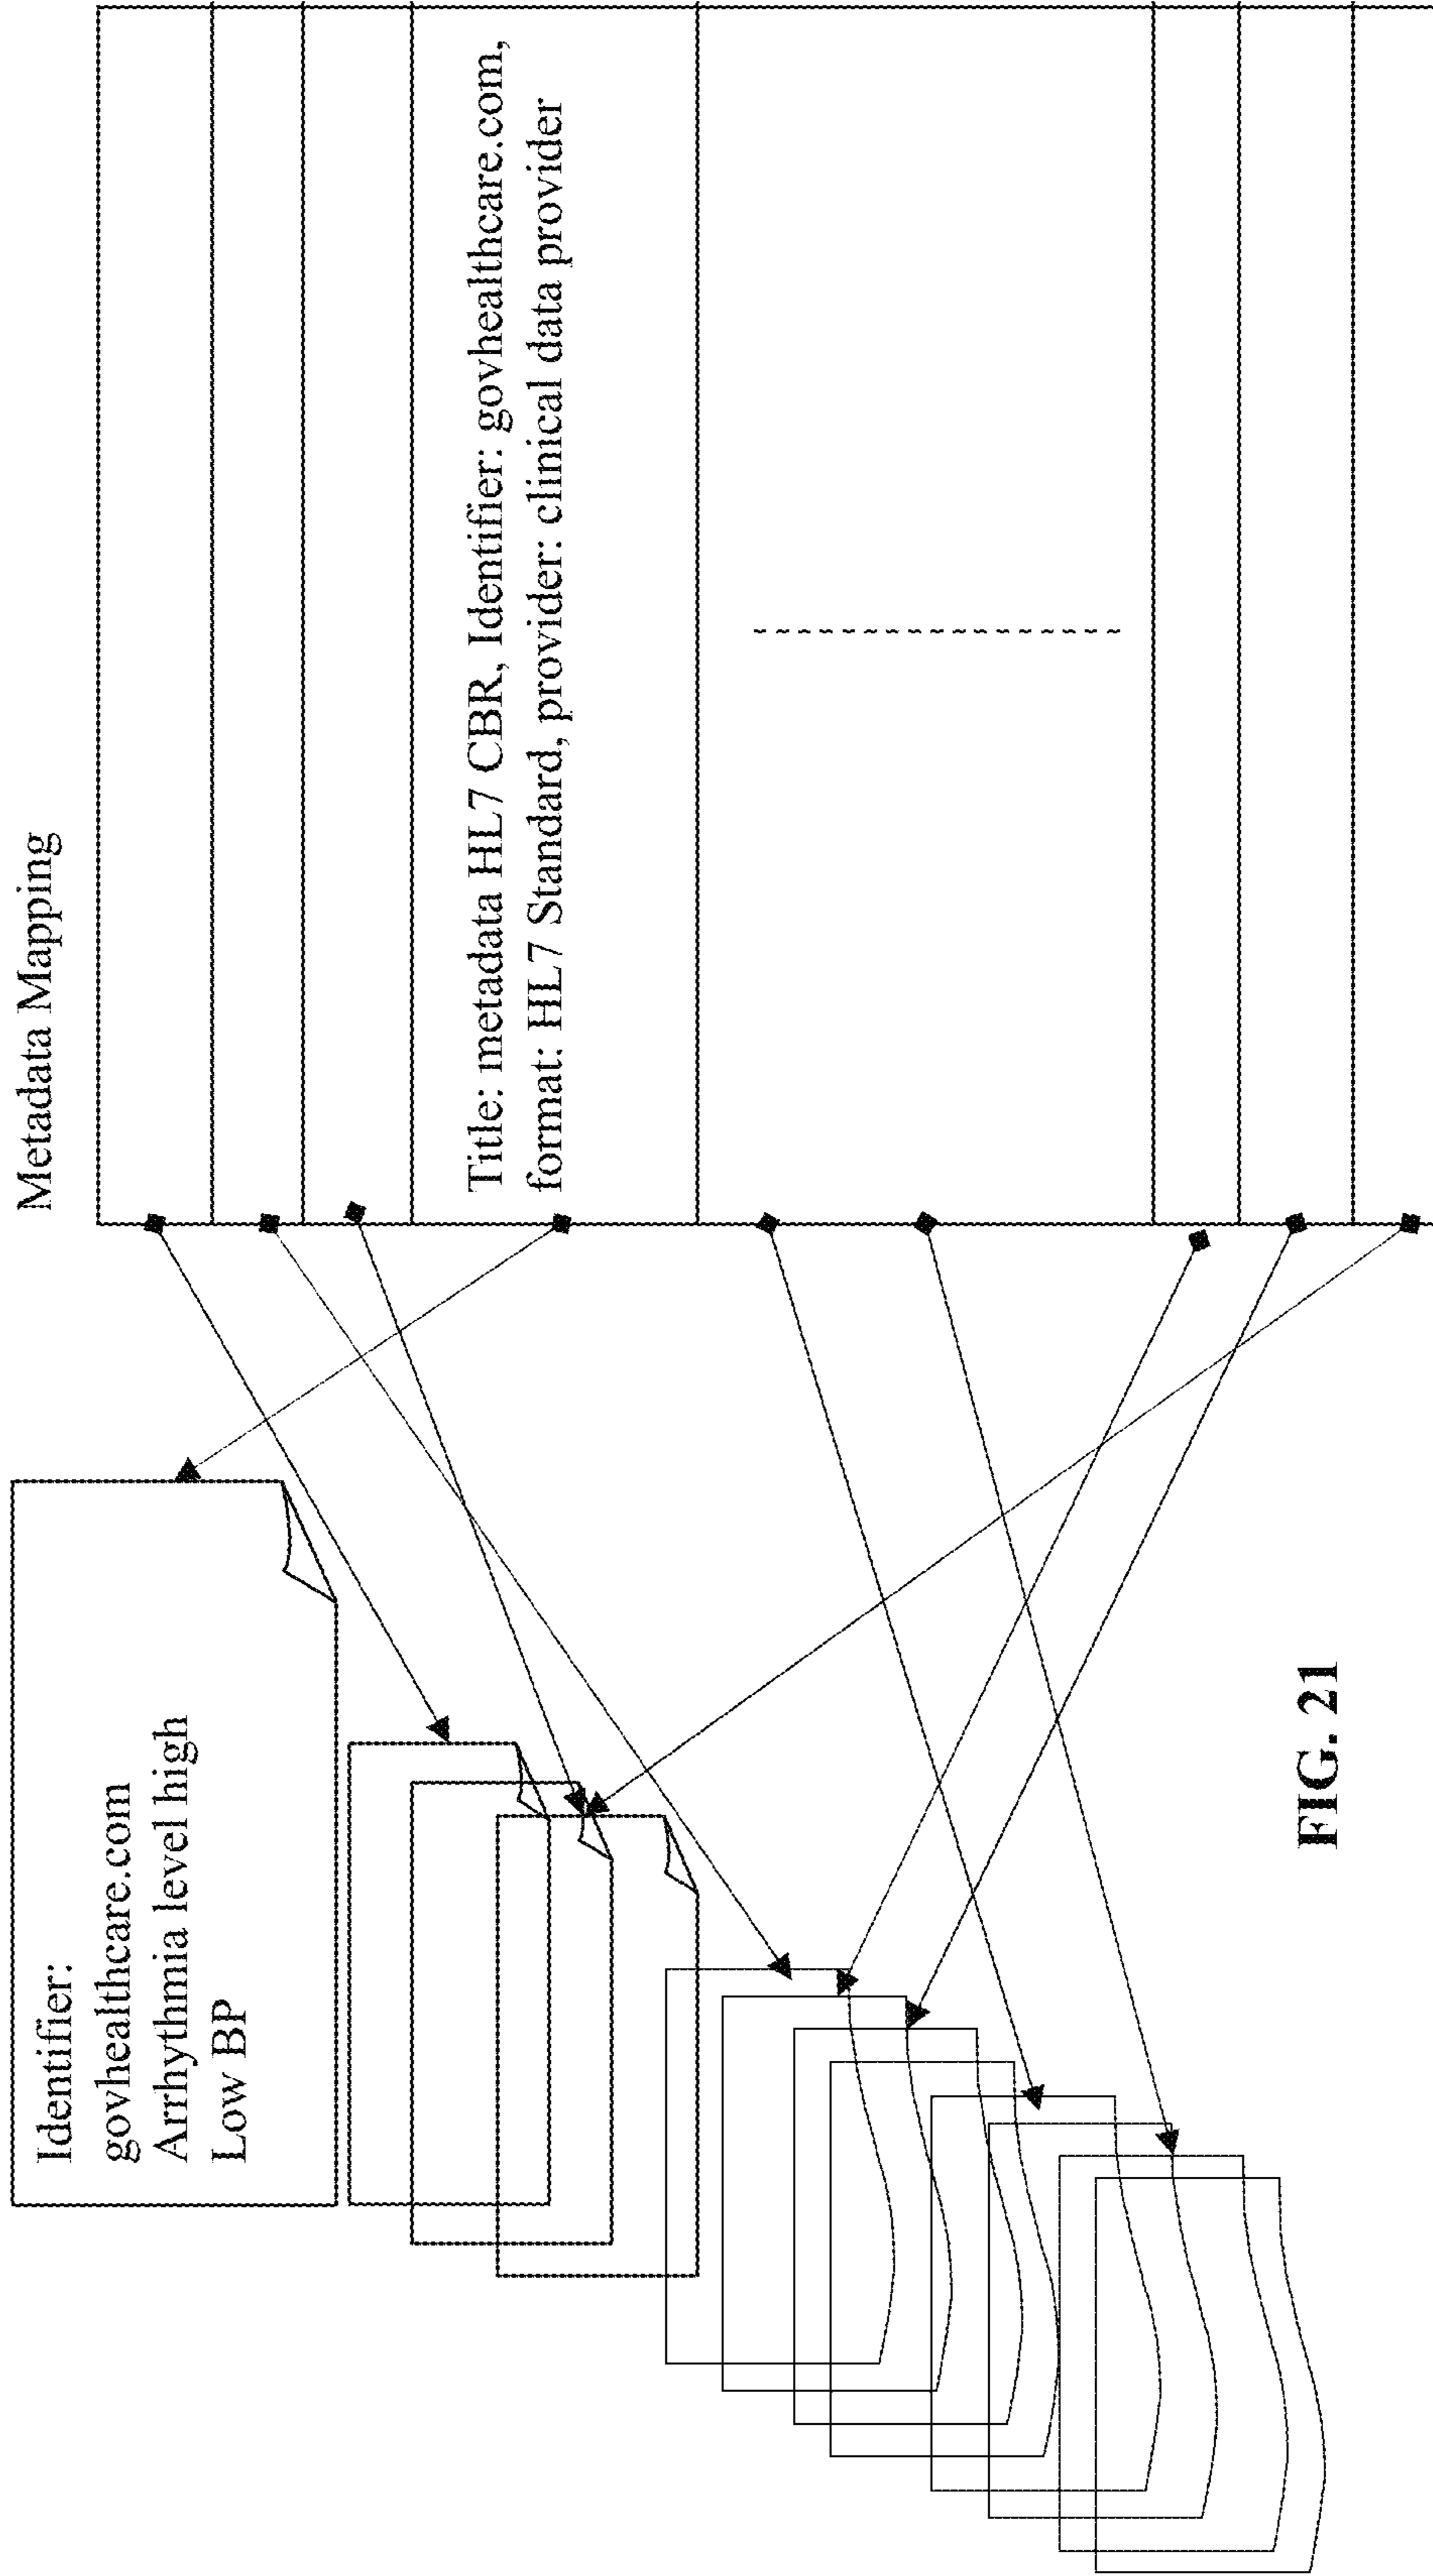 Metadata Mapping
Identifier:
govhealthcare.com
Arrhythmia level high
Low BP
Title: metadata HL7 CBR, Identifier: govhealthcare.com,
format: HL7 Standard, provider: clinical data provider
FIG. 21